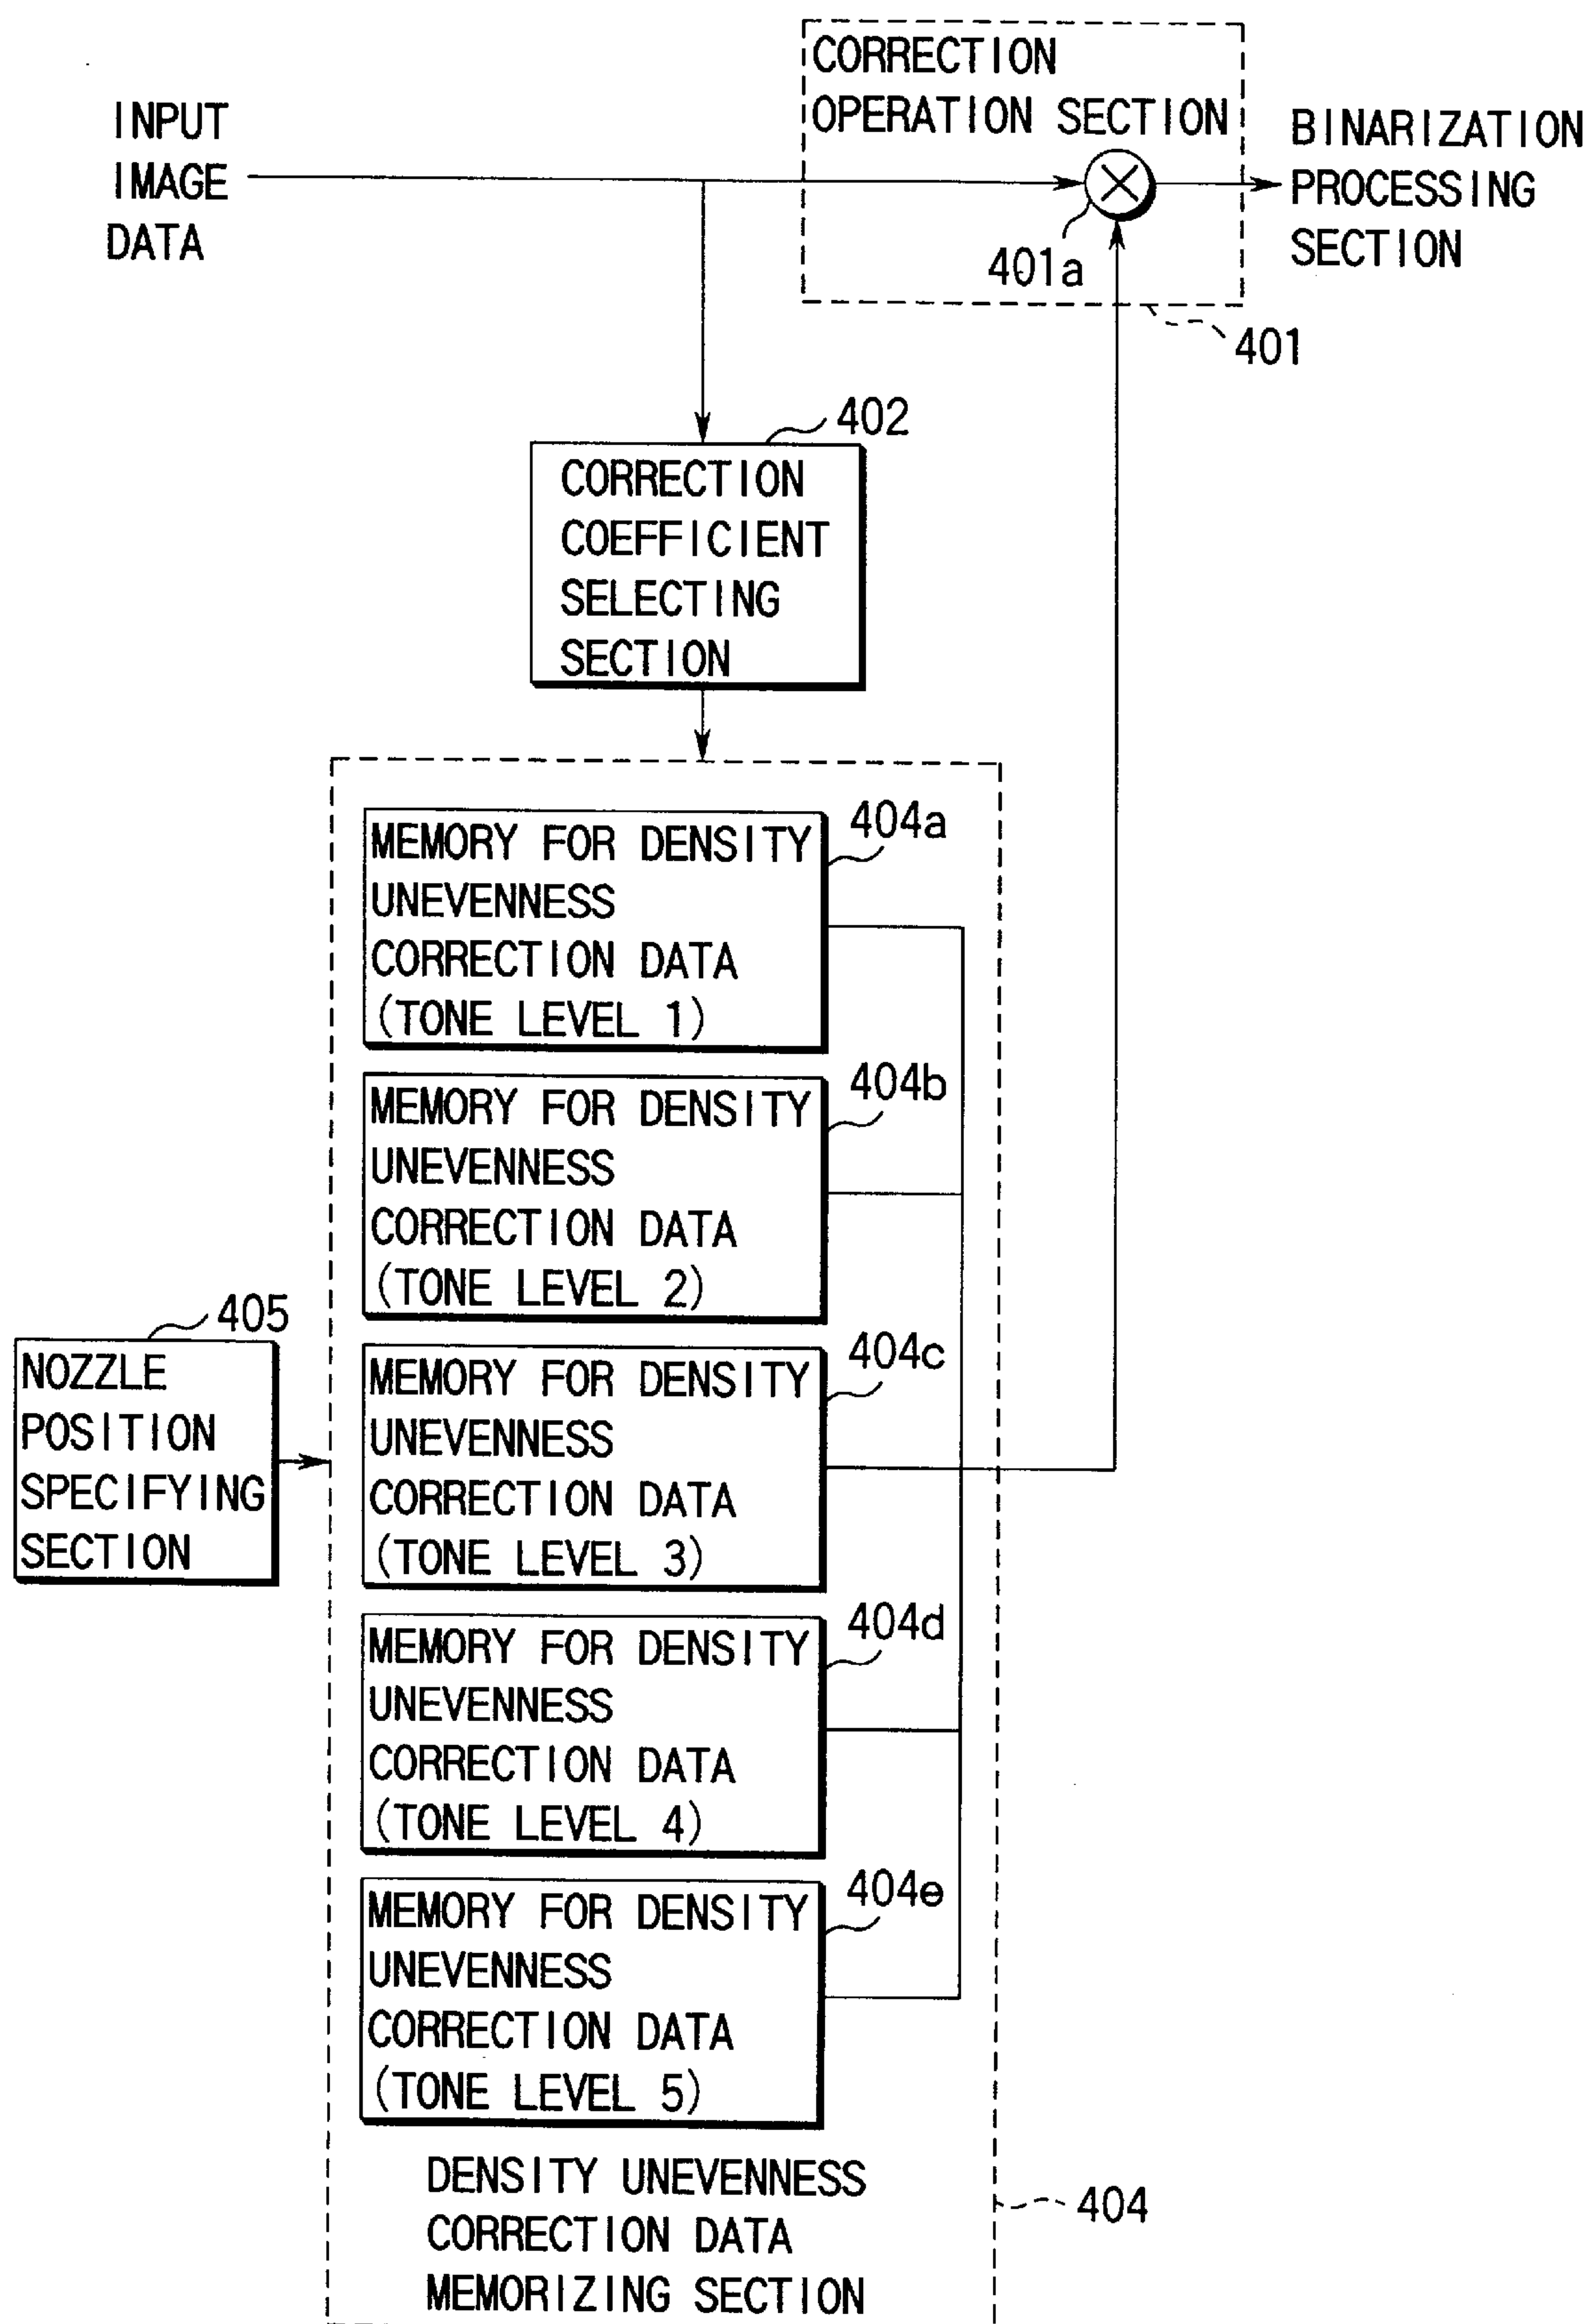 CORRECTION
OPERATION SECTION
INPUT
IMAGE
DATA
BINARIZATION
PROCESSING
SECTION
401a
401
402
CORRECTION
COEFFICIENT
SELECTING
SECTION
404a
MEMORY FOR DENSITY
UNEVENNESS
CORRECTION DATA
(TONE LEVEL 1)
404b
MEMORY FOR DENSITY
UNEVENNESS
CORRECTION DATA
(TONE LEVEL 2)
405
NOZZLE
POSITION
SPECIFYING
SECTION
404c
MEMORY FOR DENSITY
UNEVENNESS
CORRECTION DATA
(TONE LEVEL 3)
404d
MEMORY FOR DENSITY
UNEVENNESS
CORRECTION DATA
(TONE LEVEL 4)
404e
MEMORY FOR DENSITY
UNEVENNESS
CORRECTION DATA
(TONE LEVEL 5)
DENSITY UNEVENNESS
CORRECTION DATA
MEMORIZING SECTION
404